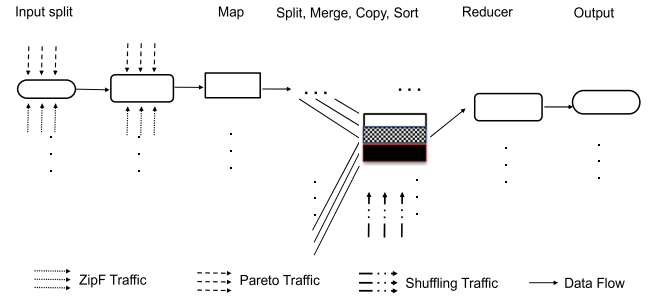 Input split
Map
Split, Merge, Copy, Sort
Reducer
Output
ZipF Traffic
Pareto Traffic
Shuffling Traffic
Data Flow